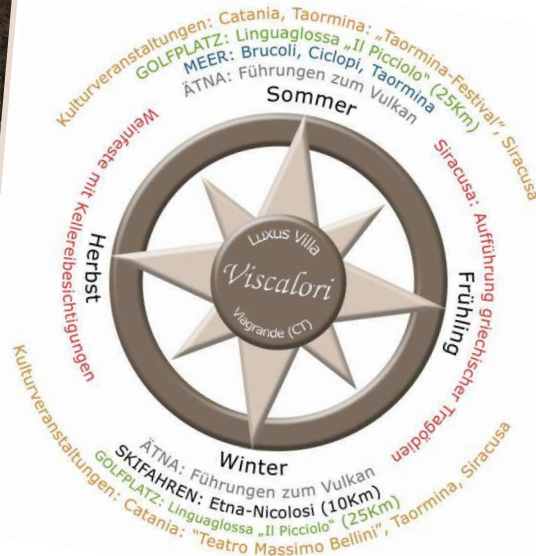 Kulturveranstaltungen: Catania, Taormina: „Taormina-Festival", Siracusa
GOLFPLATZ: Linguaglossa „Il Picciolo" (25Km)
MEER: Brucoli, Ciclopi, Taormina
ÄTNA: Führungen zum Vulkan
Sommer
Weinfeste mit Kellereibesichtigungen
Herbst
Luxus Villa
Viscalori
Viagrande (CT)
Frühling
Siracusa: Aufführung griechischer Tragödien
Winter
ÄTNA: Führungen zum Vulkan
SKIFAHREN: Etna-Nicolosi (10Km)
GOLFPLATZ: Linguaglossa „Il Picciolo" (25Km)
Kulturveranstaltungen: Catania: "Teatro Massimo Bellini", Taormina, Siracusa